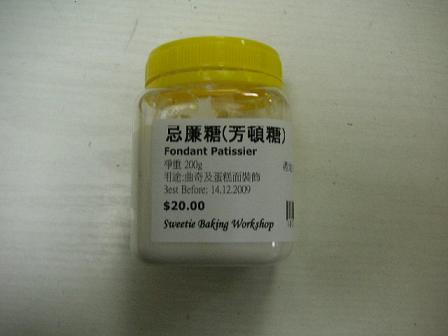 忌廉糖(芳頓糖)
Fondant Patissier
淨重 200g
用途:曲奇及蛋糕面裝飾
Best Before: 14.12.2009
$20.00
Sweetie Baking Workshop